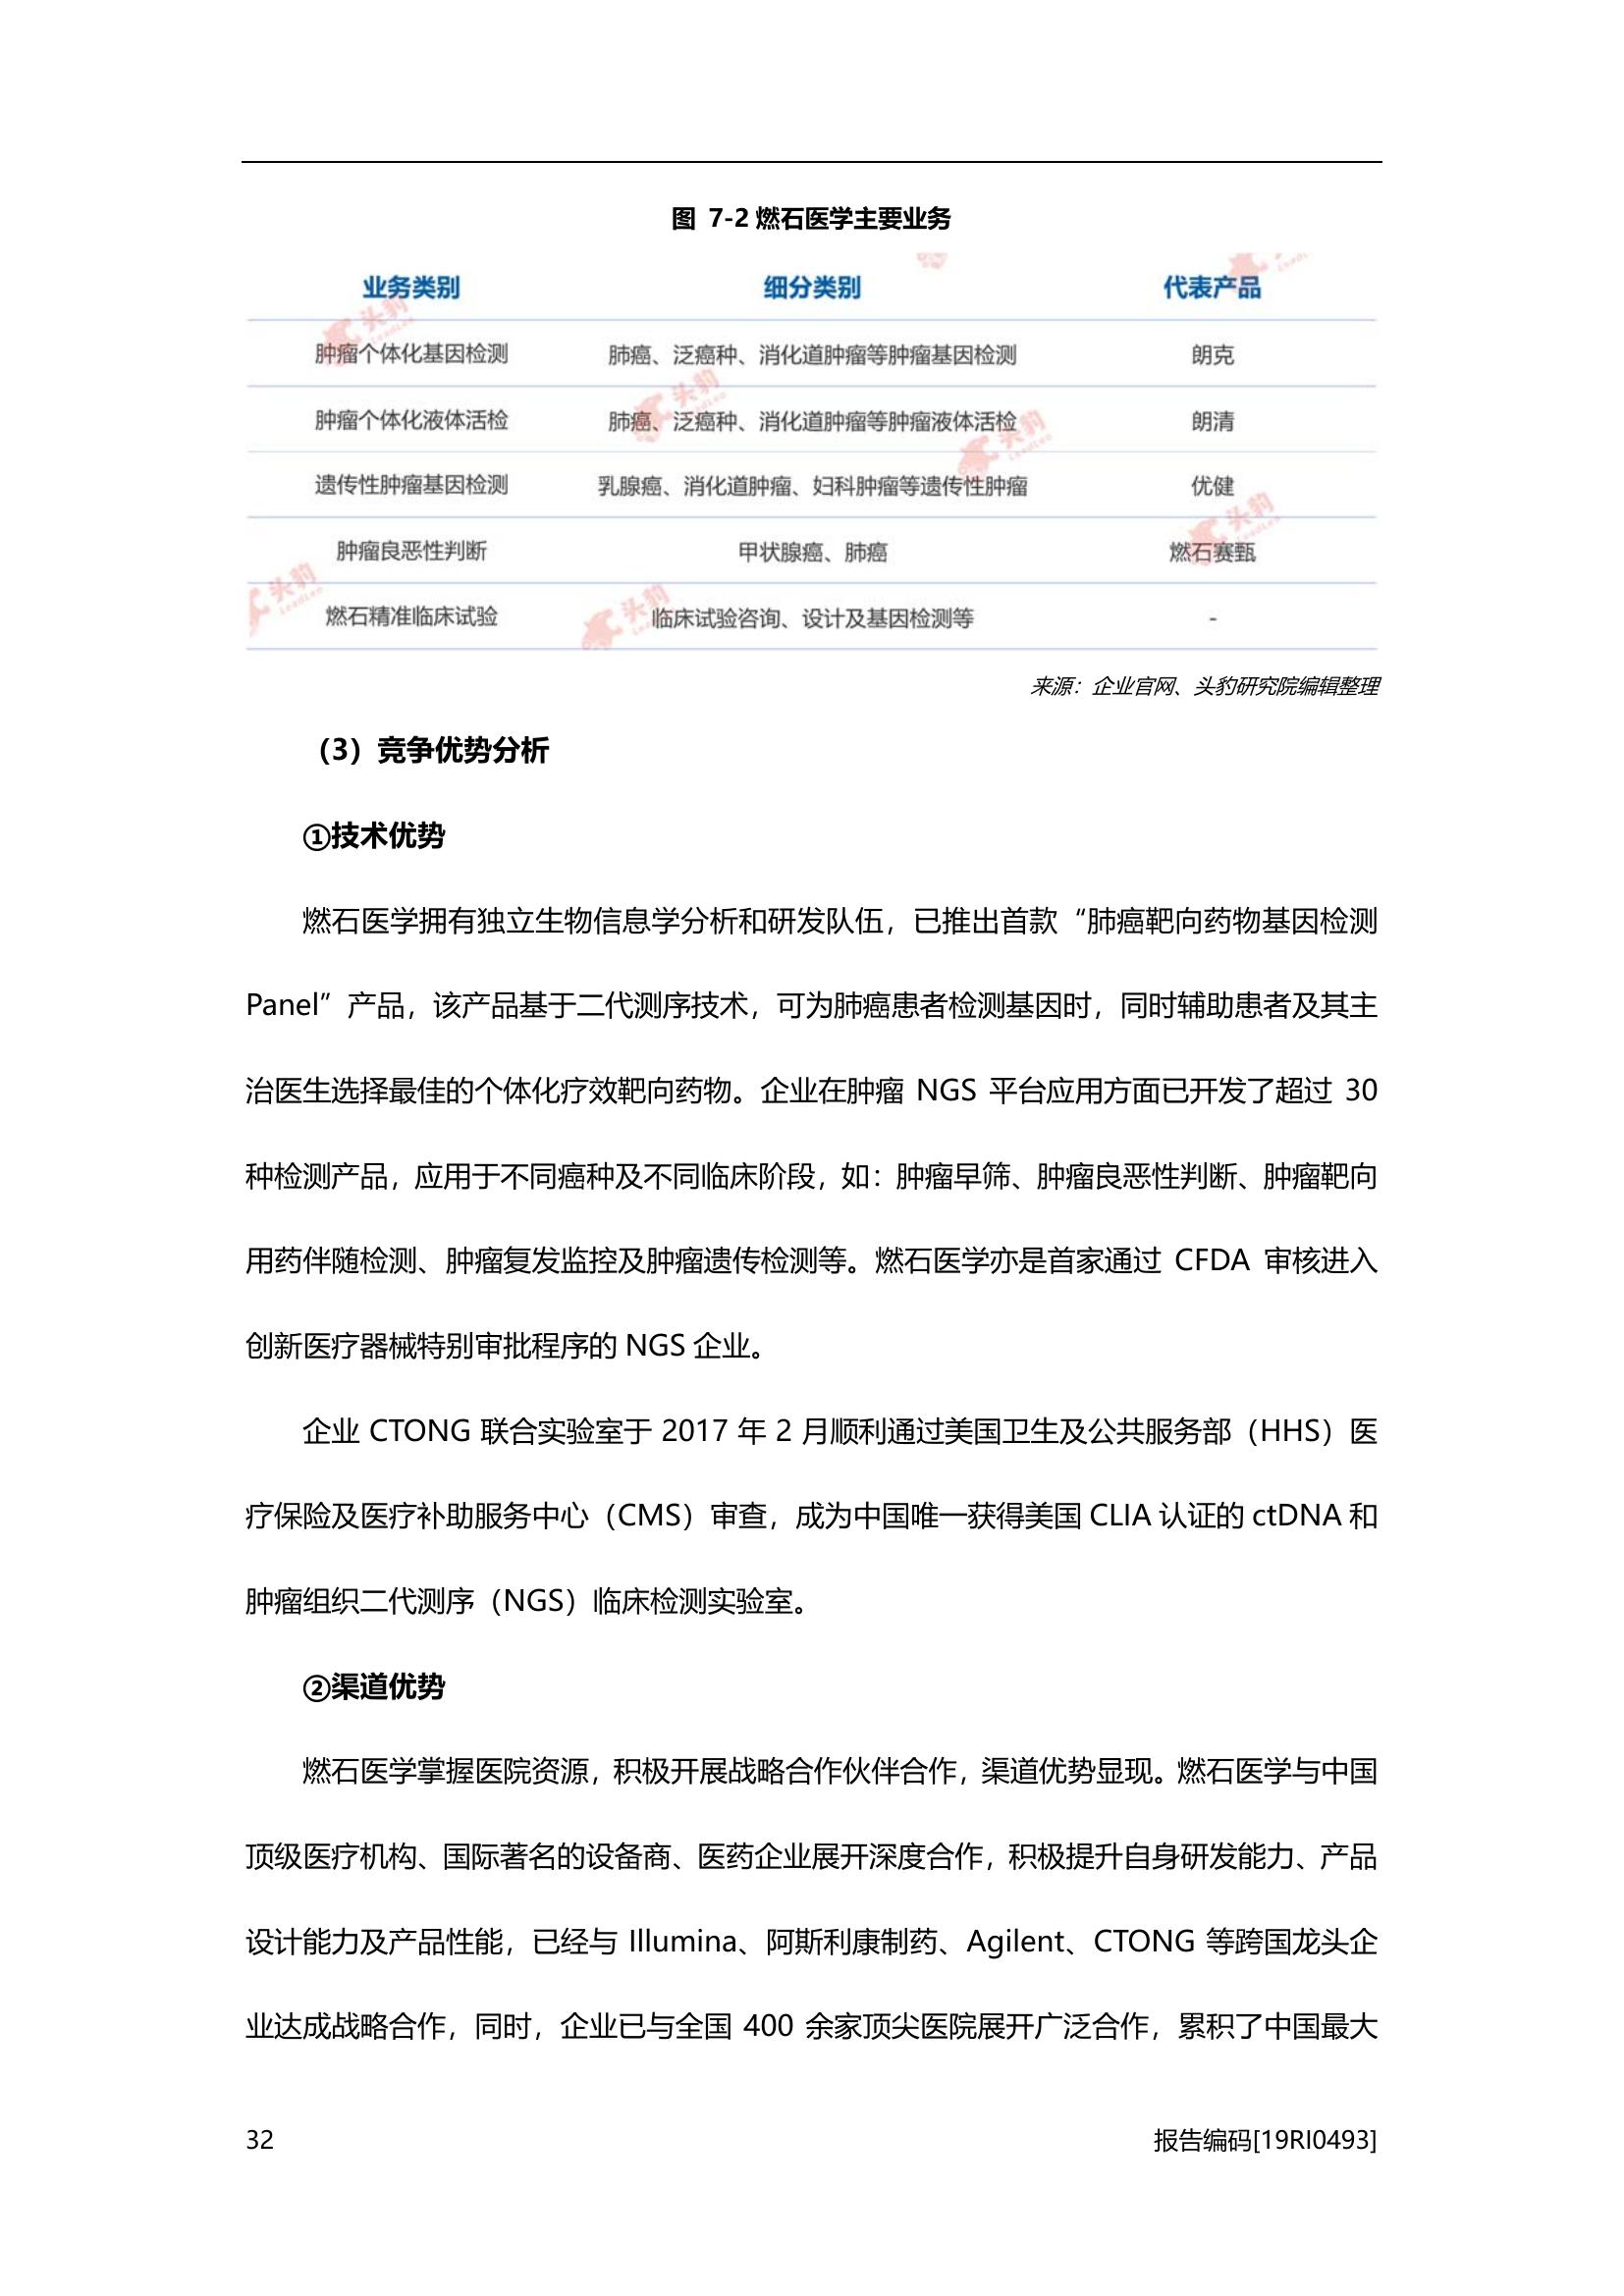 图 7-2 燃石医学主要业务
业务类别 细分类别 代表产品
肿瘤个体化基因检测 肺癌、泛癌种、消化道肿瘤等肿瘤基因检测 朗克
肿瘤个体化液体活检 肺癌、泛癌种、消化道肿瘤等肿瘤液体活检 朗清
遗传性肿瘤基因检测 乳腺癌、消化道肿瘤、妇科肿瘤等遗传性肿瘤 优健
肿瘤良恶性判断 甲状腺癌、肺癌 燃石赛甄
燃石精准临床试验 临床试验咨询、设计及基因检测等 -
来源：企业官网、头豹研究院编辑整理
（3）竞争优势分析
①技术优势
燃石医学拥有独立生物信息学分析和研发队伍，已推出首款“肺癌靶向药物基因检测
Panel”产品，该产品基于二代测序技术，可为肺癌患者检测基因时，同时辅助患者及其主
治医生选择最佳的个体化疗效靶向药物。企业在肿瘤 NGS 平台应用方面已开发了超过 30
种检测产品，应用于不同癌种及不同临床阶段，如：肿瘤早筛、肿瘤良恶性判断、肿瘤靶向
用药伴随检测、肿瘤复发监控及肿瘤遗传检测等。燃石医学亦是首家通过 CFDA 审核进入
创新医疗器械特别审批程序的 NGS 企业。
企业 CTONG 联合实验室于 2017 年 2 月顺利通过美国卫生及公共服务部（HHS）医
疗保险及医疗补助服务中心（CMS）审查，成为中国唯一获得美国 CLIA 认证的 ctDNA 和
肿瘤组织二代测序（NGS）临床检测实验室。
②渠道优势
燃石医学掌握医院资源，积极开展战略合作伙伴合作，渠道优势显现。燃石医学与中国
顶级医疗机构、国际著名的设备商、医药企业展开深度合作，积极提升自身研发能力、产品
设计能力及产品性能，已经与 Illumina、阿斯利康制药、Agilent、CTONG 等跨国龙头企
业达成战略合作，同时，企业已与全国 400 余家顶尖医院展开广泛合作，累积了中国最大
32 报告编码[19RI0493]
头豹 LeadLeo
头豹
头豹
头豹 LeadLeo
头豹 LeadLeo
头豹